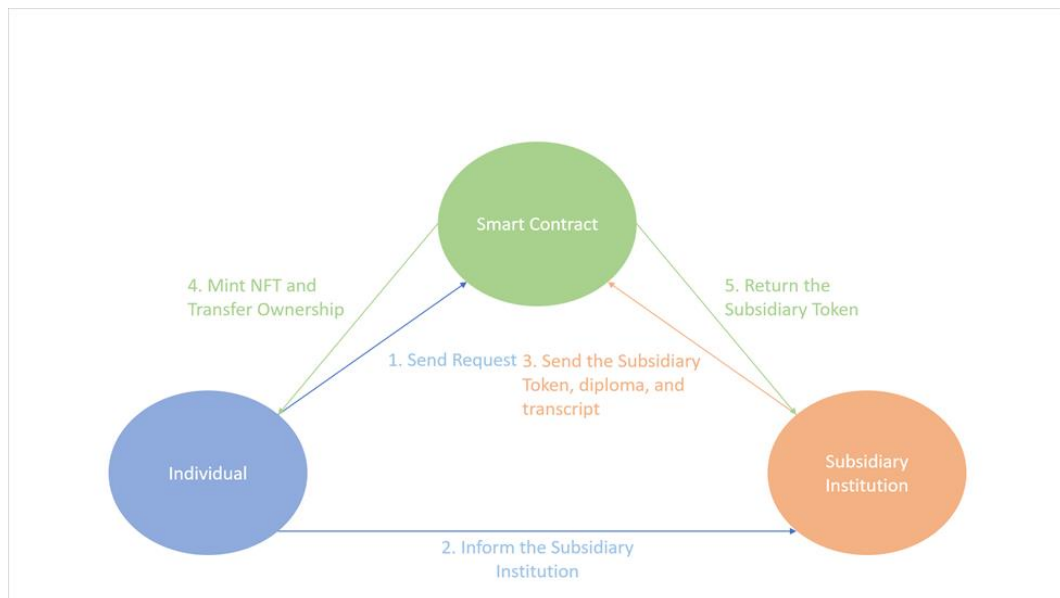 Smart Contract
4. Mint NFT and
Transfer Ownership
5. Return the
Subsidiary Token
1. Send Request
3. Send the Subsidiary
Token, diploma, and
transcript
Individual
Subsidiary
Institution
2. Inform the Subsidiary
Institution